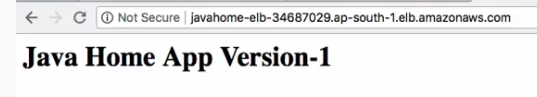 Not Secure | javahome-elb-34687029.ap-south-1.elb.amazonaws.com
Java Home App Version-1